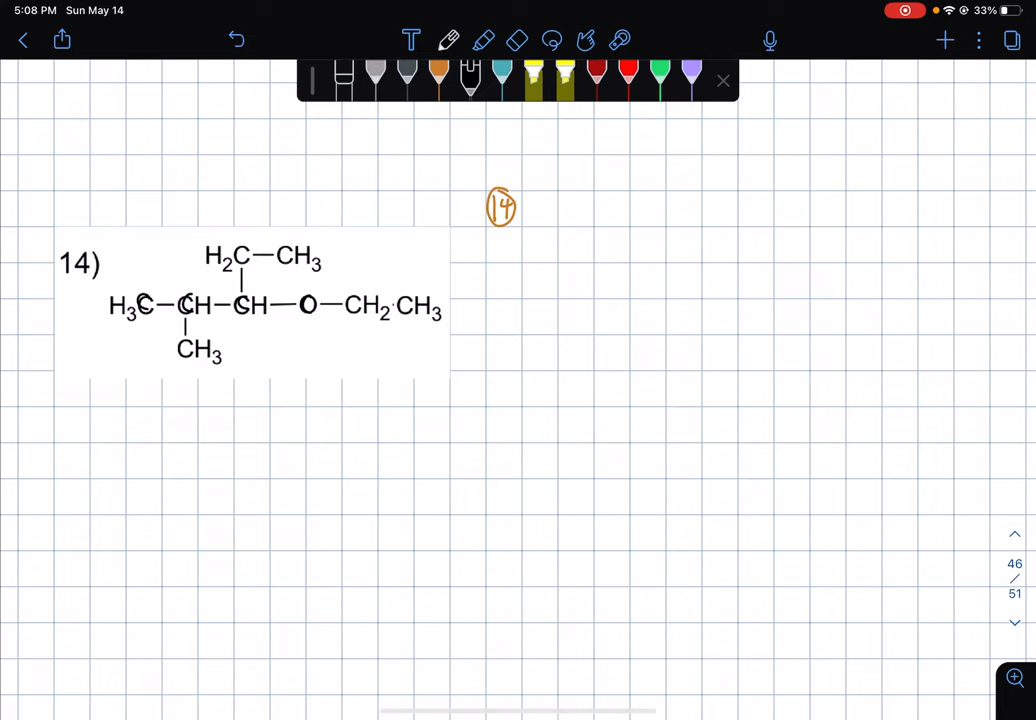 5:08 PM Sun May 14
33%
T
14
14)
H2C—CH3
H3C—CH—CH—O—CH2CH3
CH3
46
/
51